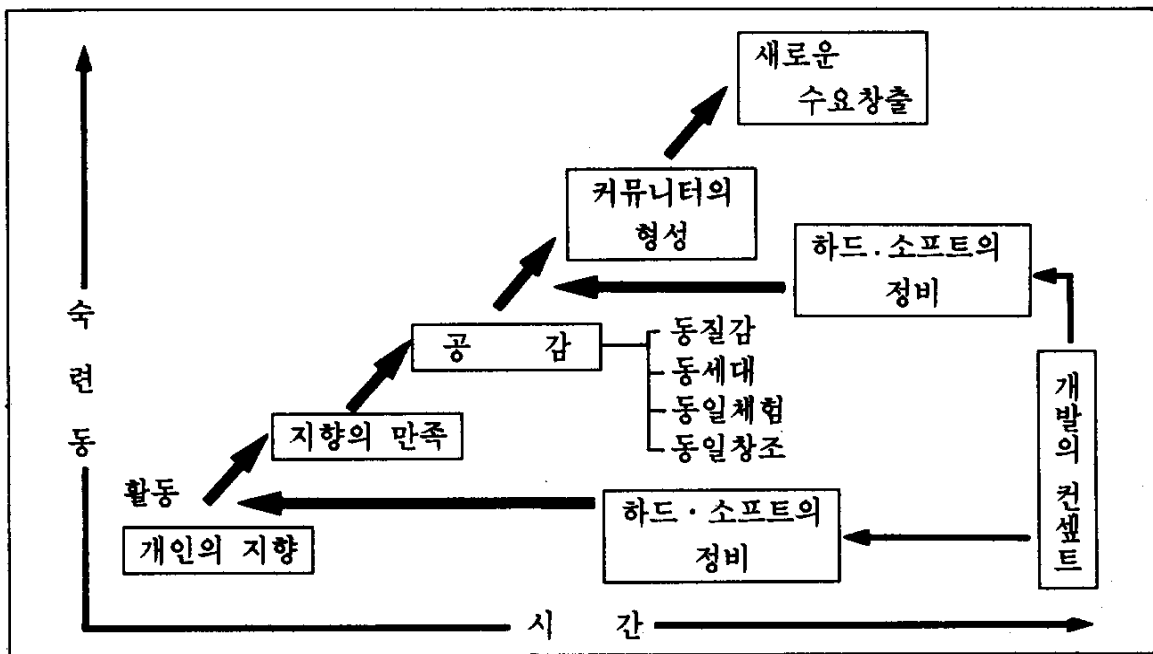 새로운
수요창출
커뮤니터의
형성
하드·소프트의
정비
공 감
동질감
동세대
동일체험
동일창조
지향의 만족
활동
개인의 지향
하드·소프트의
정비
개발의 컨셉트
숙련동
시 간